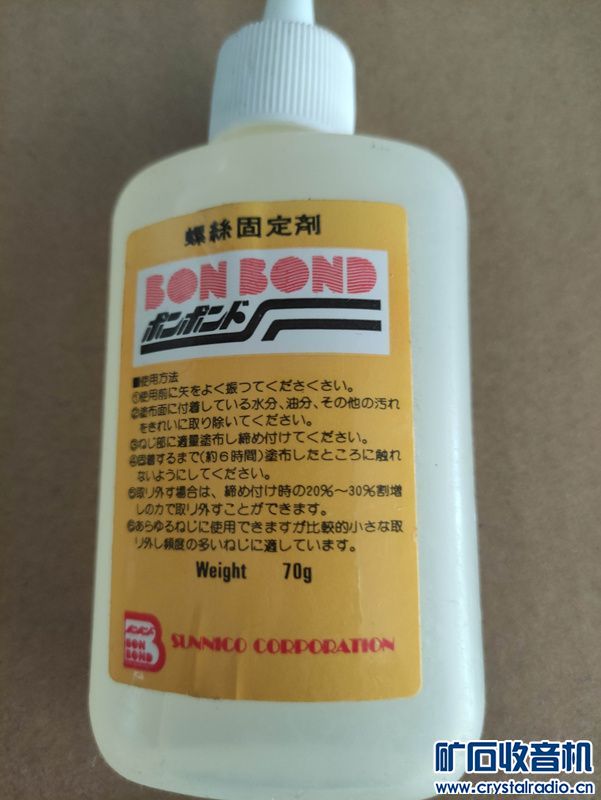 螺絲固定剤
BON BOND
ボンボンド
■使用方法
①使用前に矢をよく振つてくださくさい。
②塗布面に付着している水分、油分、その他の汚れ
をきれいに取り除いてください。
③ねじ部に適量塗布し締め付けてください。
④固着するまで(約6時間)塗布したところに触れ
ないようにしてください。
⑤取り外す場合は、締め付け時の20%~30%割増
しの力で取り外すことができます。
⑥あらゆるねじに使用できますが比較的小さな取
り外し頻度の多いねじに適しています。
Weight 70g
ボンボンド
BON
BOND
SUNNICO CORPORATION
矿石收音机
www.crystalradio.cn